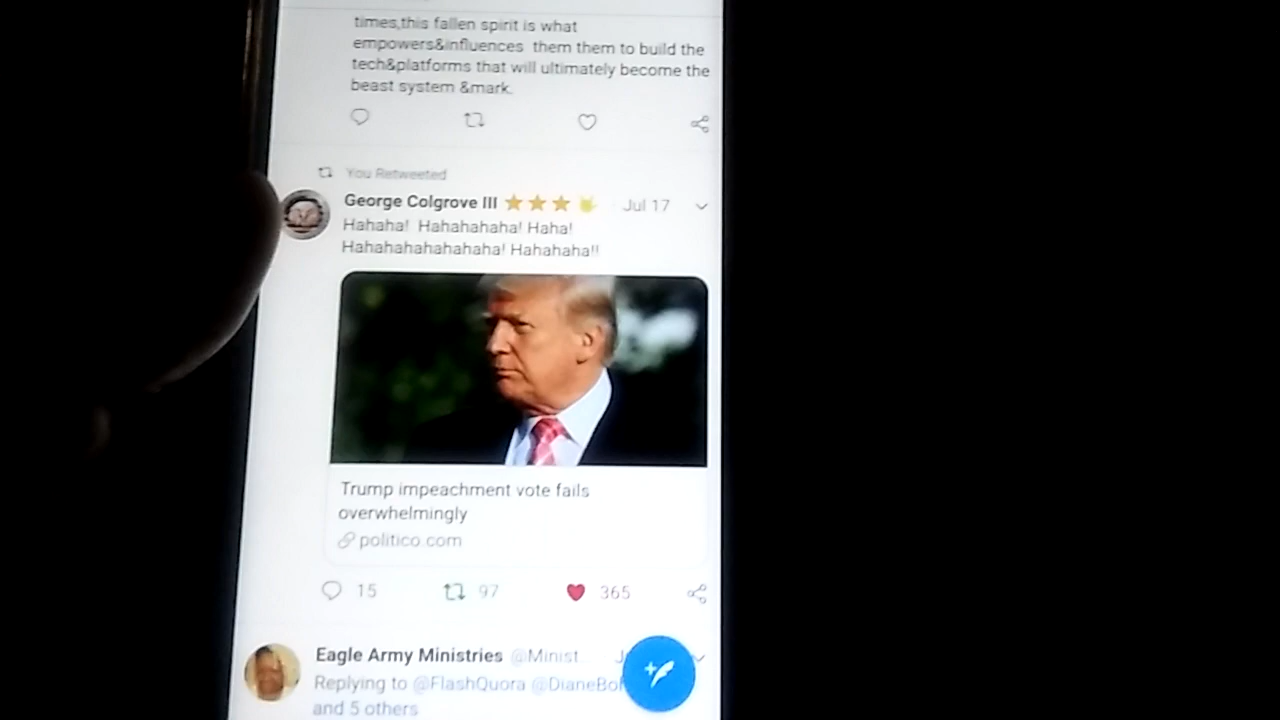 times,this fallen spirit is what
empowers&influences them them to build the
tech&platforms that will ultimately become the
beast system &mark.
You Retweeted
George Colgrove III Jul 17
Hahaha! Hahahahaha! Haha!
Hahahahahahahaha! Hahahaha!!
Trump impeachment vote fails
overwhelmingly
politico.com
15 97 365
Eagle Army Ministries @Minist...
Replying to @FlashQuora @DianeBol
and 5 others